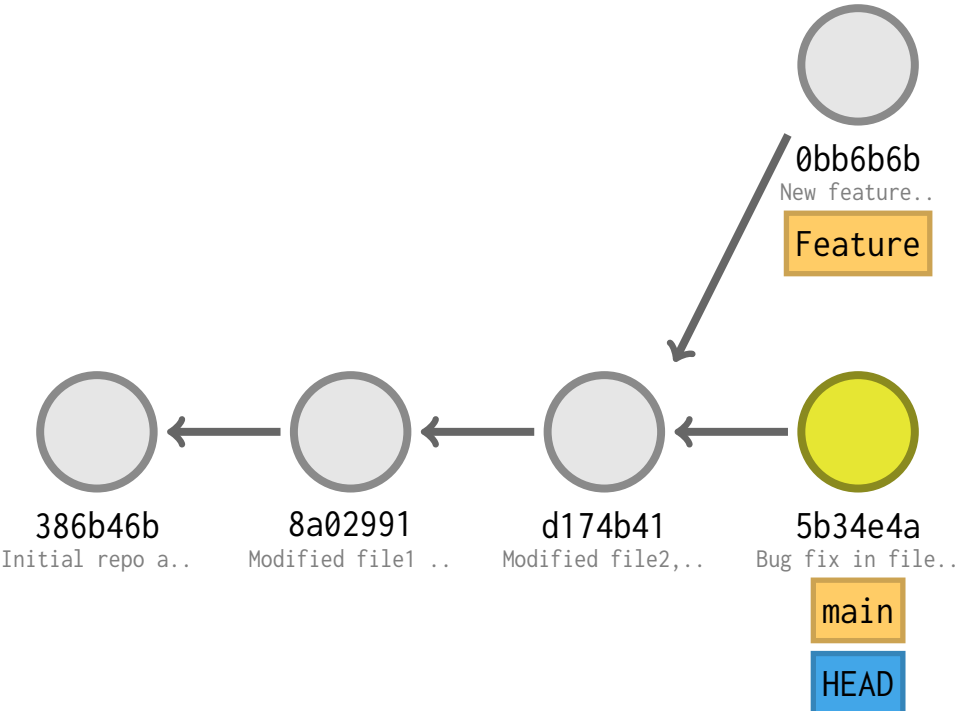 0bb6b6b
New feature..
Feature
386b46b
Initial repo a..
8a02991
Modified file1 ..
d174b41
Modified file2,..
5b34e4a
Bug fix in file..
main
HEAD